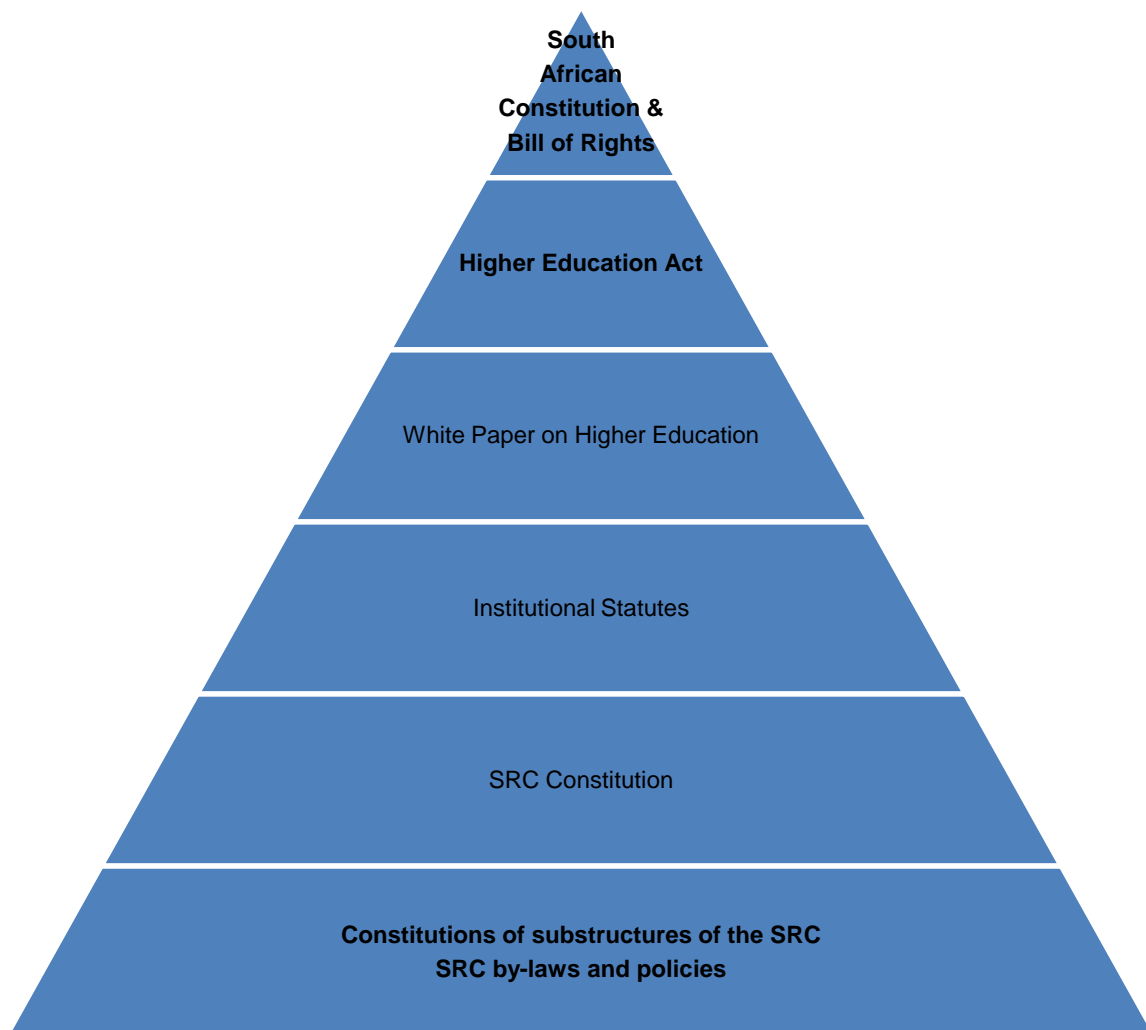 South
African
Constitution &
Bill of Rights
Higher Education Act
White Paper on Higher Education
Institutional Statutes
SRC Constitution
Constitutions of substructures of the SRC
SRC by-laws and policies